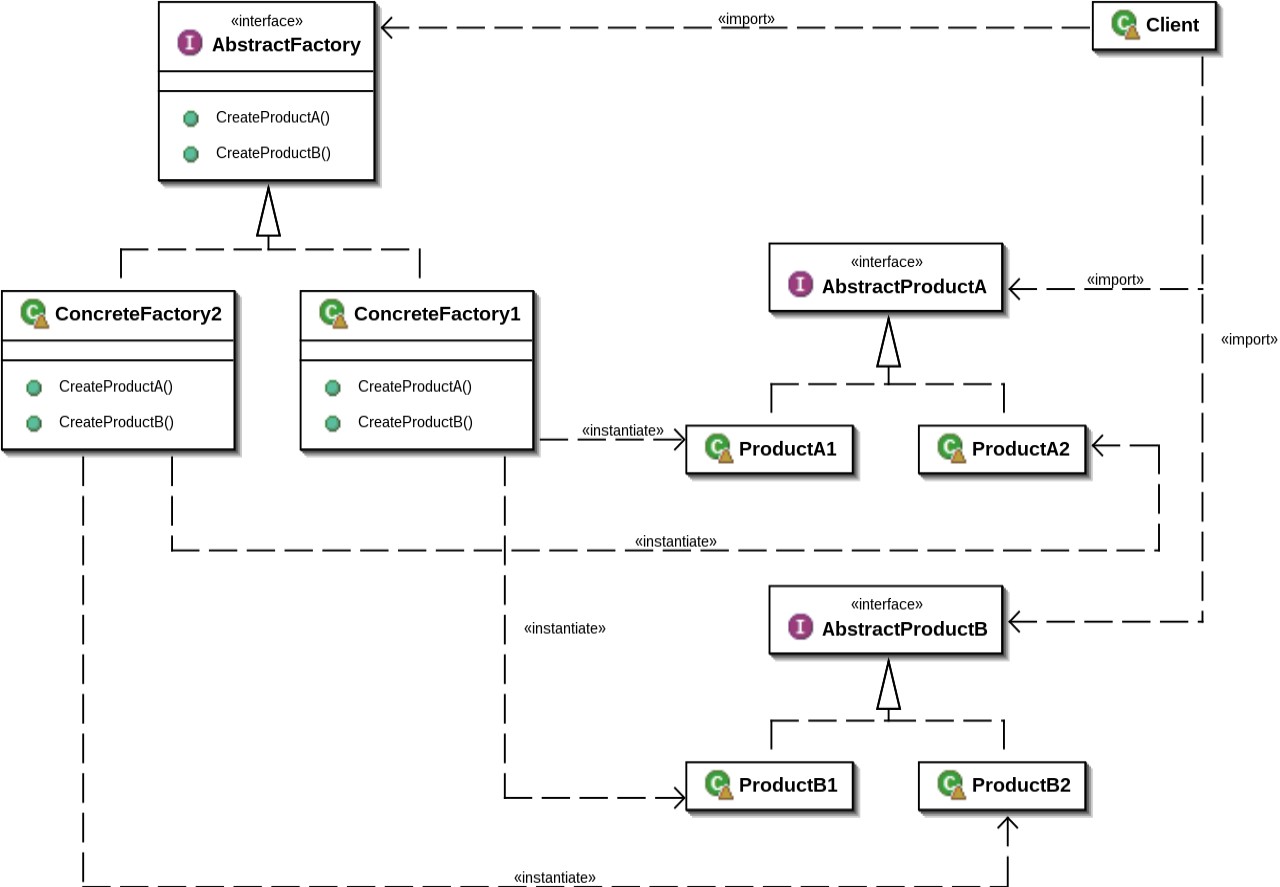 «interface»
AbstractFactory
CreateProductA()
CreateProductB()
«import»
Client
ConcreteFactory2
CreateProductA()
CreateProductB()
ConcreteFactory1
CreateProductA()
CreateProductB()
«interface»
AbstractProductA
«import»
«import»
«instantiate»
ProductA1
ProductA2
«instantiate»
«interface»
AbstractProductB
«instantiate»
ProductB1
ProductB2
«instantiate»